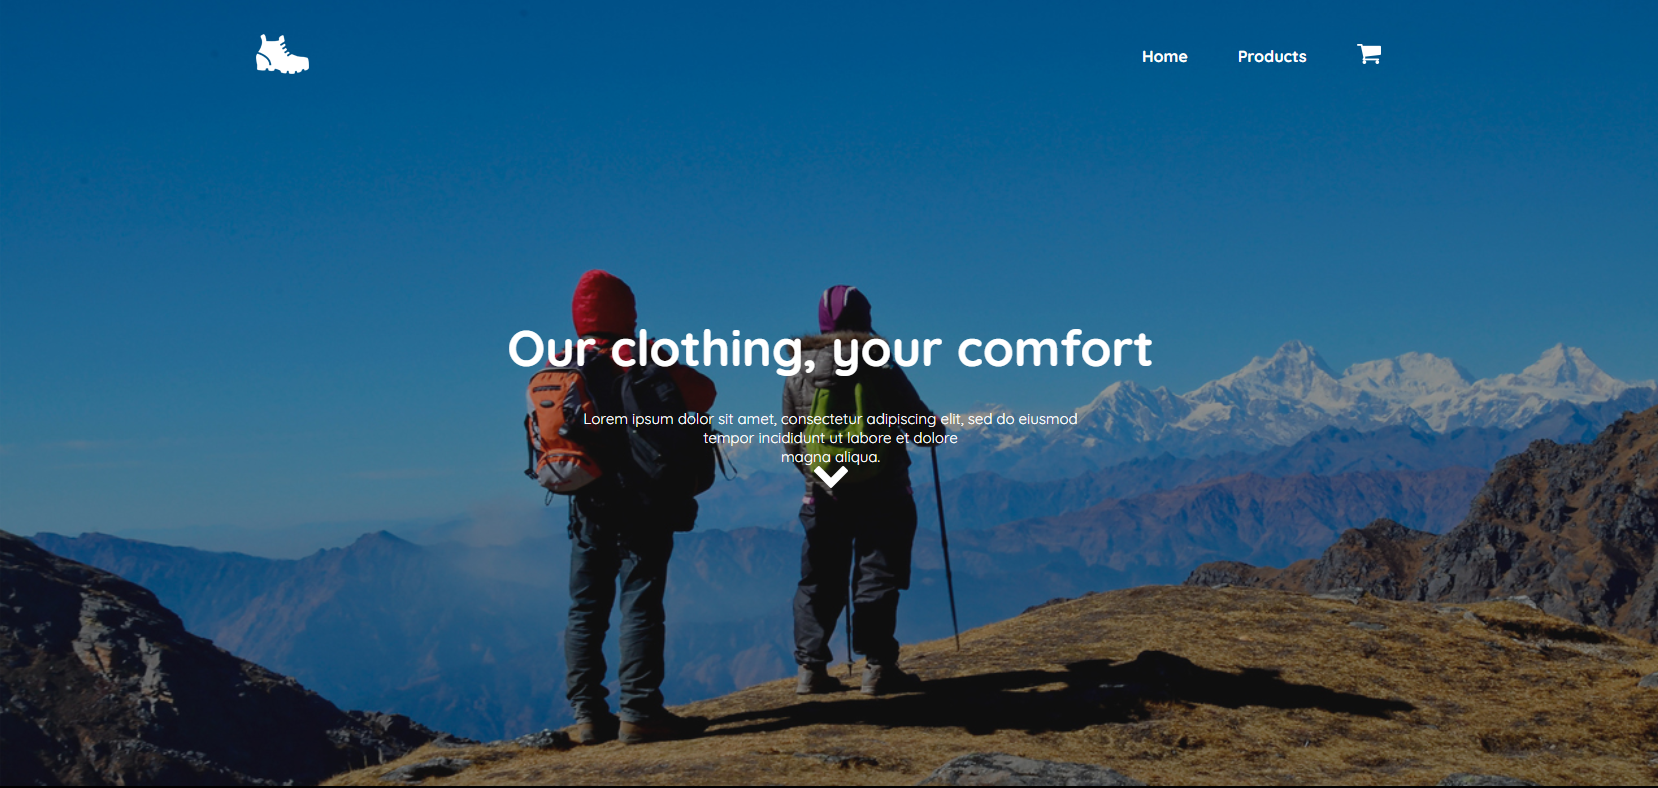 Home Products
Our clothing, your comfort
Lorem ipsum dolor sit amet, consectetur adipiscing elit, sed do eiusmod
tempor incididunt ut labore et dolore
magna aliqua.